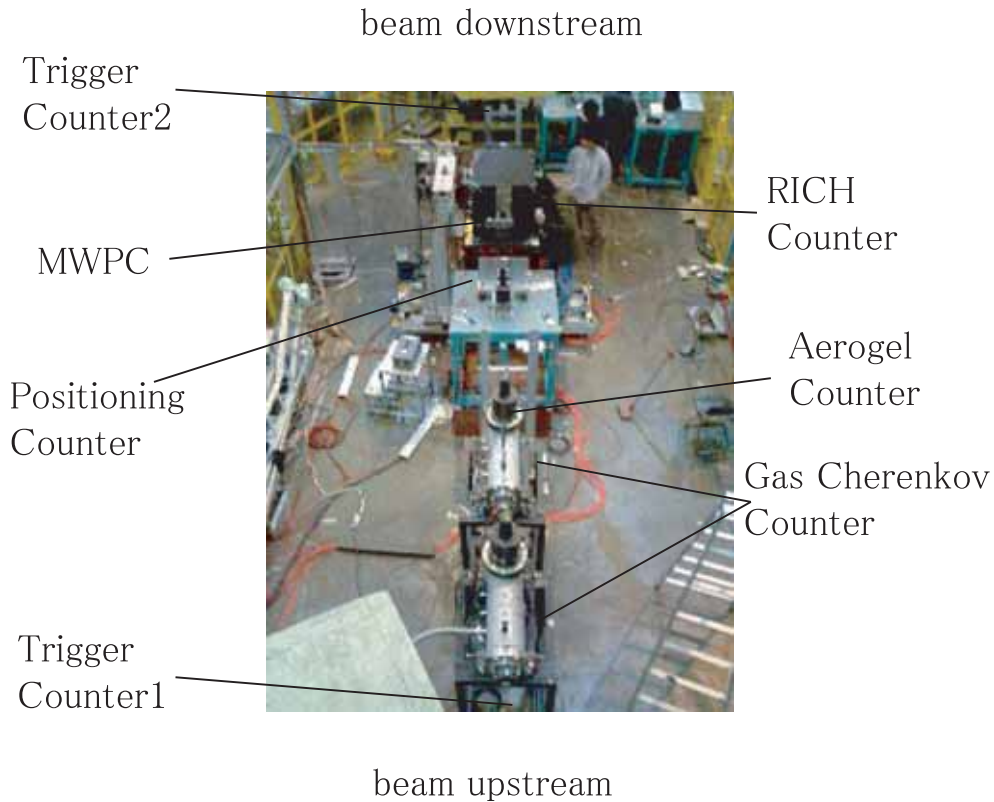 beam downstream
Trigger
Counter2
RICH
Counter
MWPC
Aerogel
Counter
Positioning
Counter
Gas Cherenkov
Counter
Trigger
Counter1
beam upstream